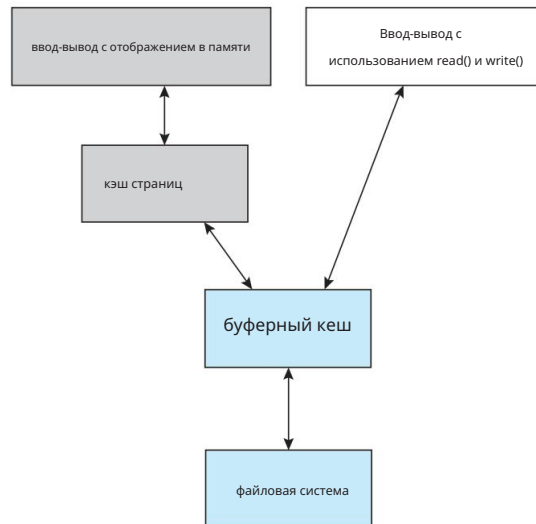 ввод-вывод с отображением в памяти
Ввод-вывод с
использованием read() и write()
кэш страниц
буферный кеш
файловая система